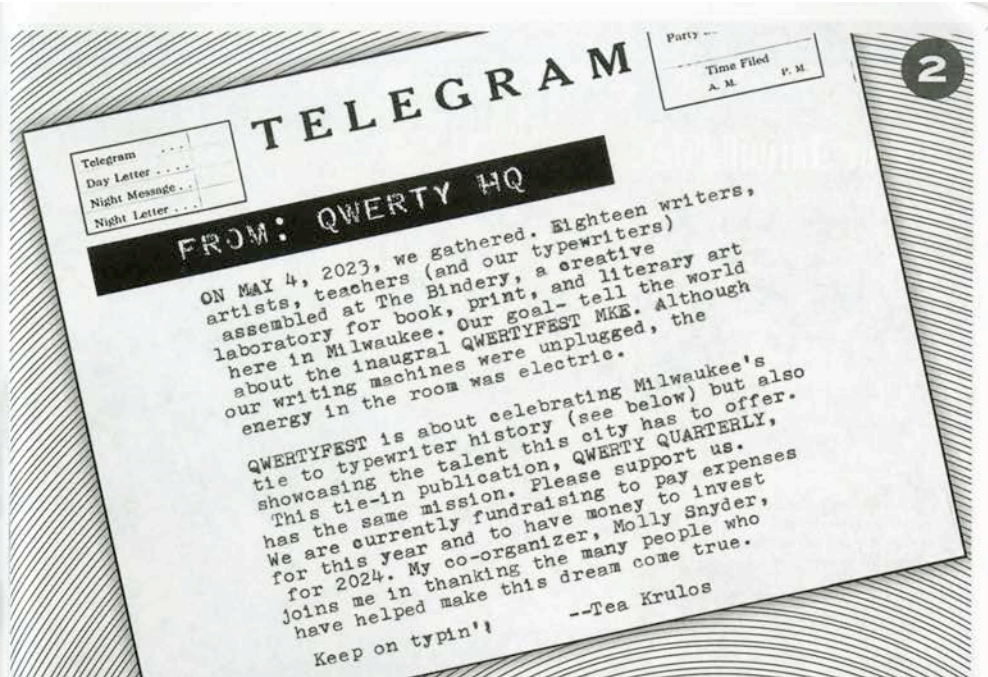 TELEGRAM
Party
Time Filed
A. M. P. M.
2
Telegram ....
Day Letter ....
Night Message ..
Night Letter ...
FROM: QWERTY HQ
ON MAY 4, 2023, we gathered. Eighteen writers,
artists, teachers (and our typewriters)
assembled at The Bindery, a creative
laboratory for book, print, and literary art
here in Milwaukee. Our goal- tell the world
about the inaugral QWERTYFEST MKE. Although
our writing machines were unplugged, the
energy in the room was electric.
QWERTYFEST is about celebrating Milwaukee's
tie to typewriter history (see below) but also
showcasing the talent this city has to offer.
This tie-in publication, QWERTY QUARTERLY,
has the same mission. Please support us.
We are currently fundraising to pay expenses
for this year and to have money to invest
for 2024. My co-organizer, Molly Snyder,
joins me in thanking the many people who
have helped make this dream come true.
Keep on typin'! --Tea Krulos